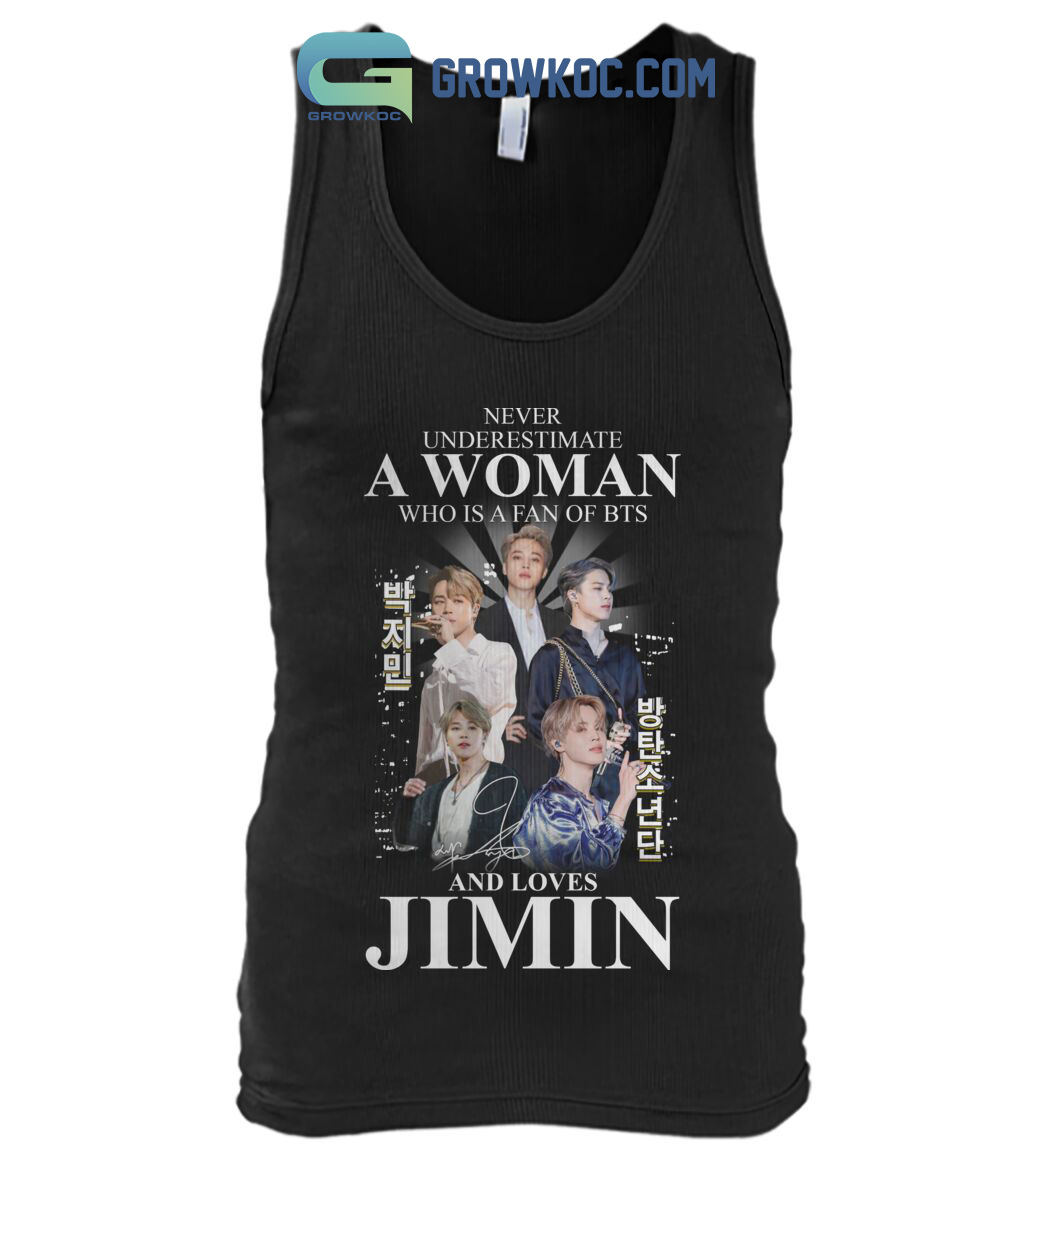 GROWKOC.COM
GROWKOC
NEVER
UNDERESTIMATE
A WOMAN
WHO IS A FAN OF BTS
박지민
방탄소년단
AND LOVES
JIMIN